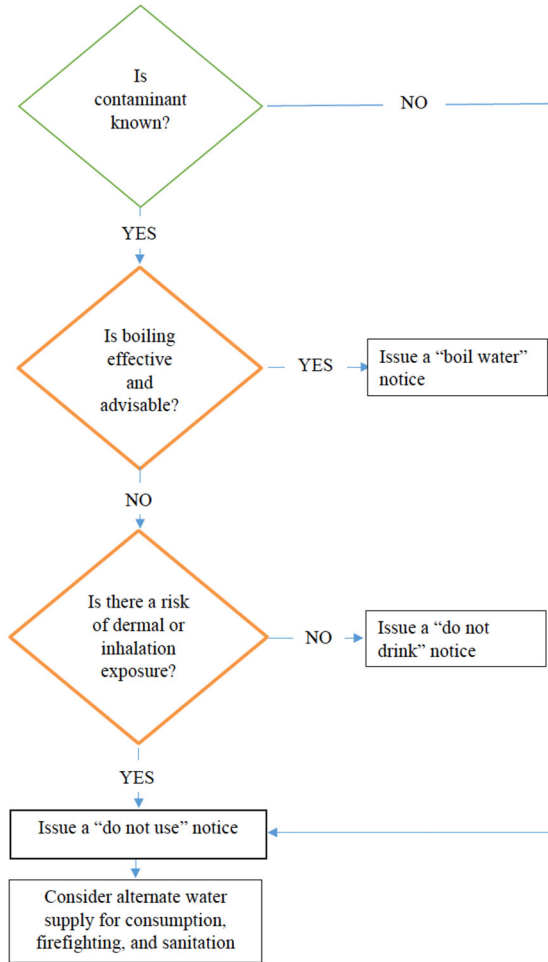 Is
contaminant
known?
NO
YES
Is boiling
effective
and
advisable?
YES
Issue a “boil water”
notice
NO
Is there a risk
of dermal or
inhalation
exposure?
NO
Issue a “do not
drink” notice
YES
Issue a “do not use” notice
Consider alternate water
supply for consumption,
firefighting, and sanitation